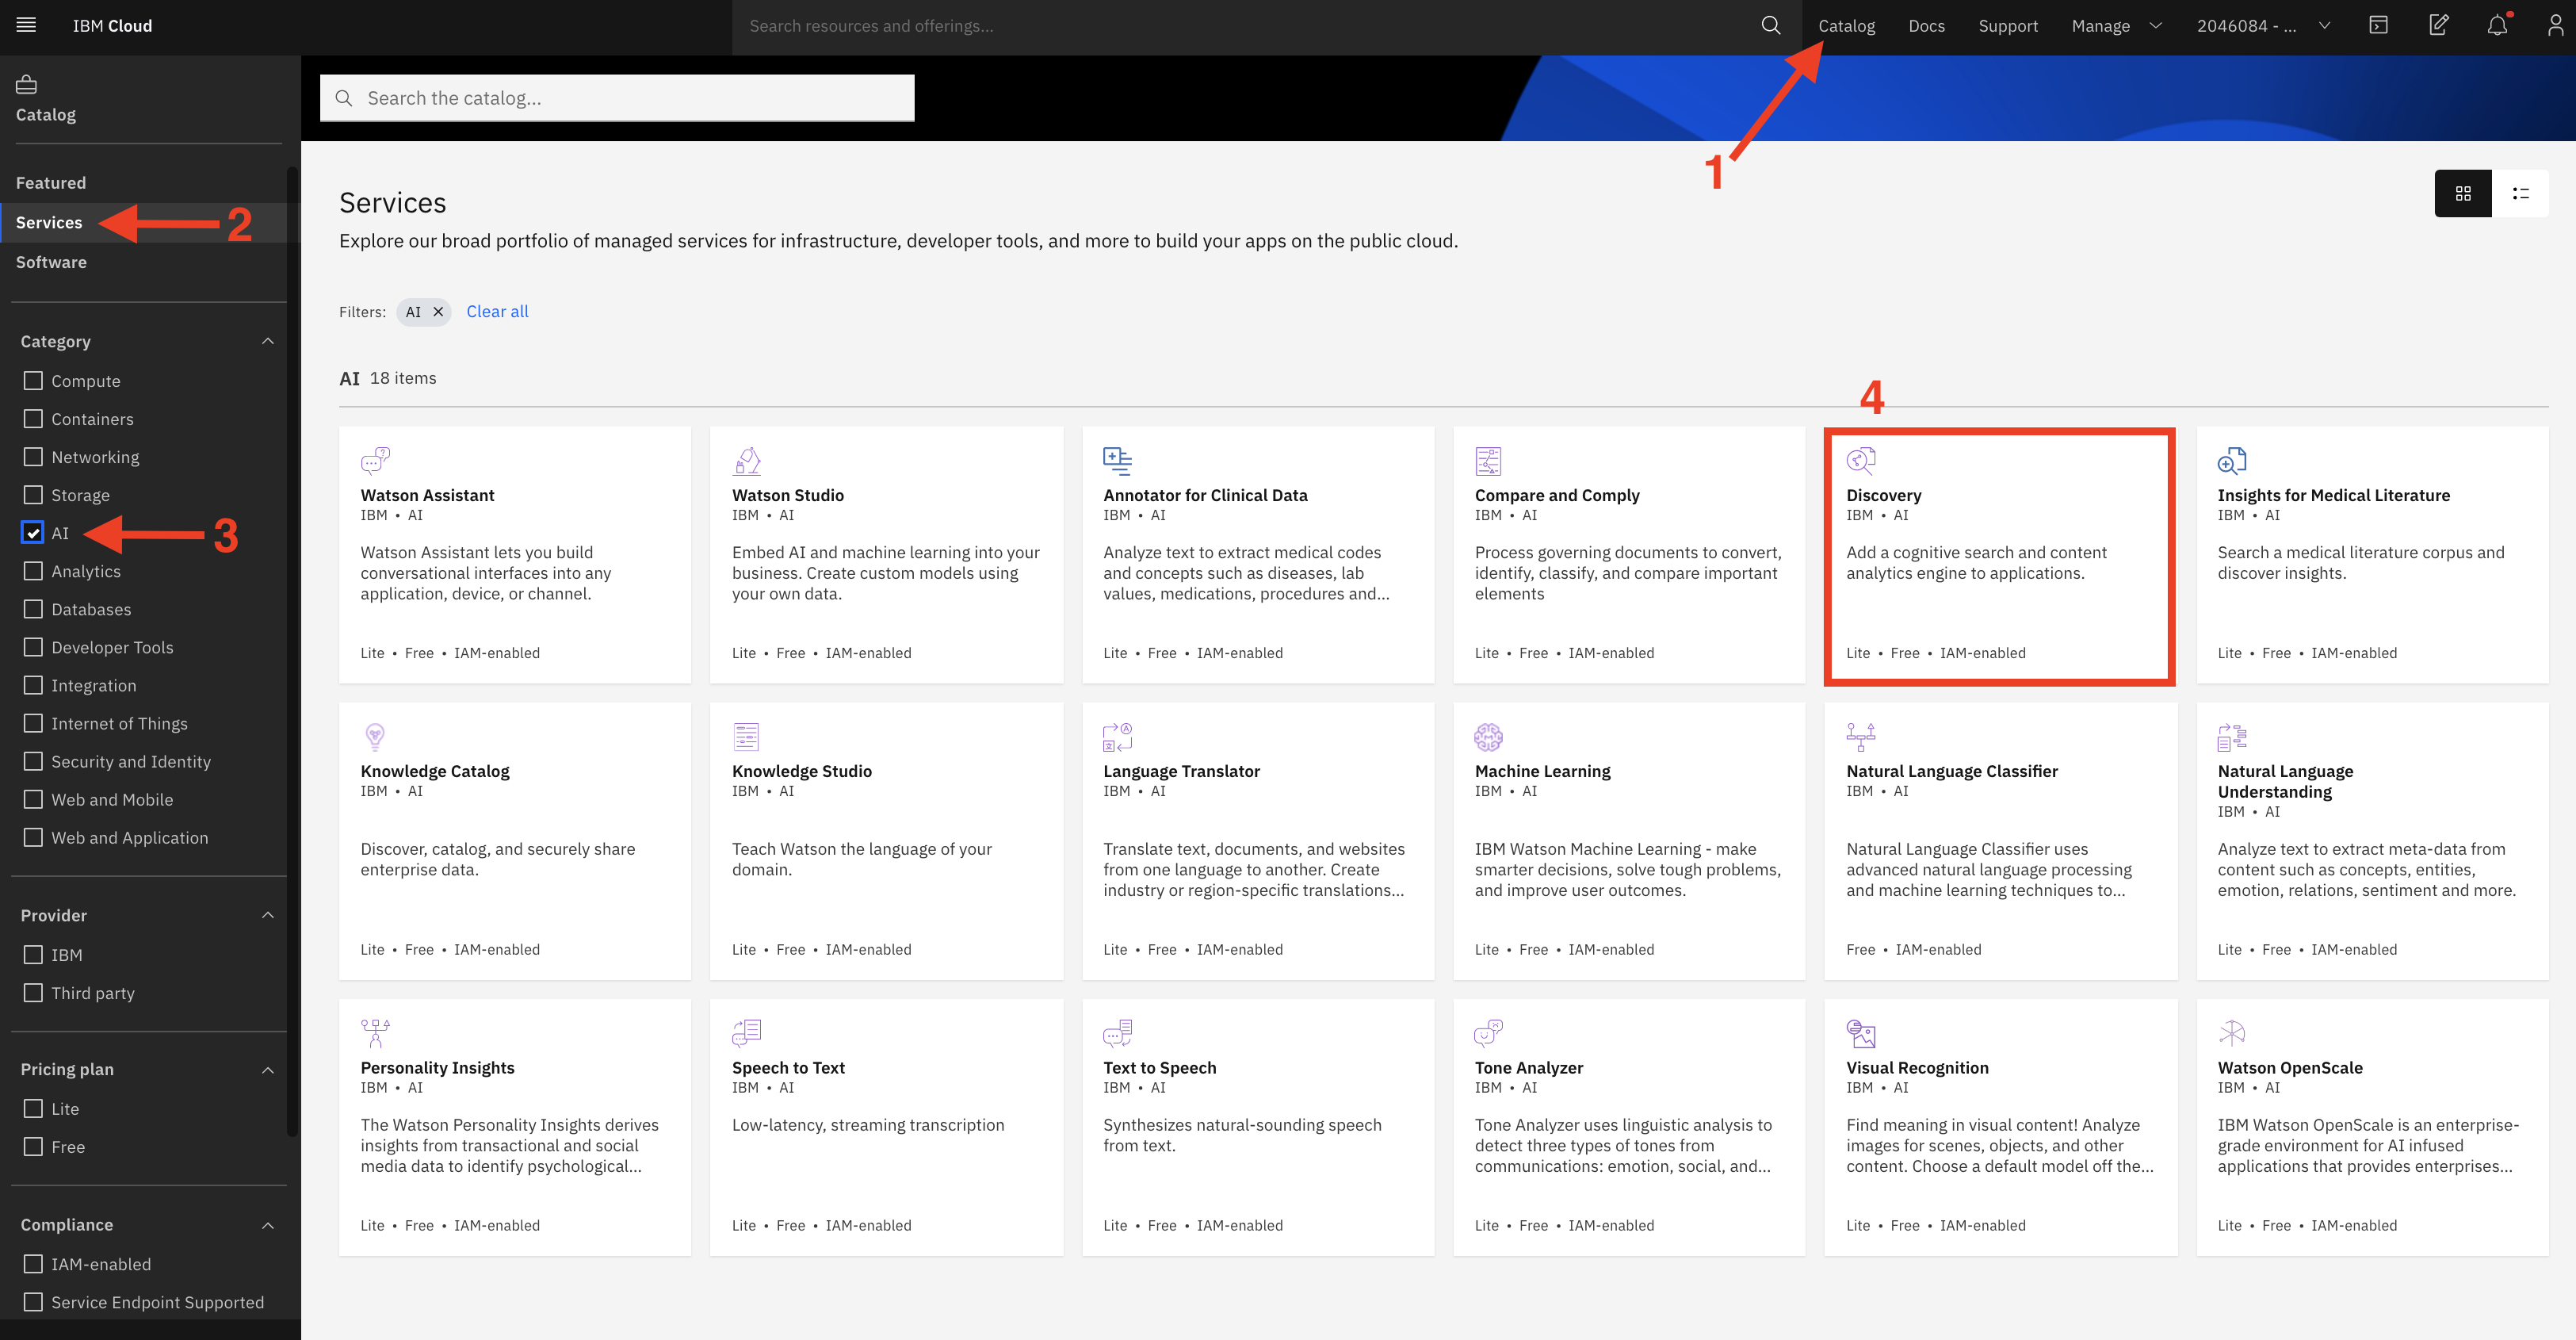 IBM Cloud
Search resources and offerings...
Catalog
Docs
Support
Manage
2046084 - ...
Catalog
Search the catalog...
1
Featured
Services
2
Software
Services
Explore our broad portfolio of managed services for infrastructure, developer tools, and more to build your apps on the public cloud.
Filters:
AI
Clear all
Category
Compute
Containers
Networking
Storage
AI
3
Analytics
Databases
Developer Tools
Integration
Internet of Things
Security and Identity
Web and Mobile
Web and Application
Provider
IBM
Third party
Pricing plan
Lite
Free
Compliance
IAM-enabled
Service Endpoint Supported
AI 18 items
4
Watson Assistant
IBM • AI
Watson Assistant lets you build
conversational interfaces into any
application, device, or channel.
Lite • Free • IAM-enabled
Watson Studio
IBM • AI
Embed AI and machine learning into your
business. Create custom models using
your own data.
Lite • Free • IAM-enabled
Annotator for Clinical Data
IBM • AI
Analyze text to extract medical codes
and concepts such as diseases, lab
values, medications, procedures and...
Lite • Free • IAM-enabled
Compare and Comply
IBM • AI
Process governing documents to convert,
identify, classify, and compare important
elements
Lite • Free • IAM-enabled
Discovery
IBM • AI
Add a cognitive search and content
analytics engine to applications.
Lite • Free • IAM-enabled
Insights for Medical Literature
IBM • AI
Search a medical literature corpus and
discover insights.
Lite • Free • IAM-enabled
Knowledge Catalog
IBM • AI
Discover, catalog, and securely share
enterprise data.
Lite • Free • IAM-enabled
Knowledge Studio
IBM • AI
Teach Watson the language of your
domain.
Lite • Free • IAM-enabled
Language Translator
IBM • AI
Translate text, documents, and websites
from one language to another. Create
industry or region-specific translations...
Lite • Free • IAM-enabled
Machine Learning
IBM • AI
IBM Watson Machine Learning - make
smarter decisions, solve tough problems,
and improve user outcomes.
Lite • Free • IAM-enabled
Natural Language Classifier
IBM • AI
Natural Language Classifier uses
advanced natural language processing
and machine learning techniques to...
Free • IAM-enabled
Natural Language
Understanding
IBM • AI
Analyze text to extract meta-data from
content such as concepts, entities,
emotion, relations, sentiment and more.
Lite • Free • IAM-enabled
Personality Insights
IBM • AI
The Watson Personality Insights derives
insights from transactional and social
media data to identify psychological...
Lite • Free • IAM-enabled
Speech to Text
IBM • AI
Low-latency, streaming transcription
Lite • Free • IAM-enabled
Text to Speech
IBM • AI
Synthesizes natural-sounding speech
from text.
Lite • Free • IAM-enabled
Tone Analyzer
IBM • AI
Tone Analyzer uses linguistic analysis to
detect three types of tones from
communications: emotion, social, and...
Lite • Free • IAM-enabled
Visual Recognition
IBM • AI
Find meaning in visual content! Analyze
images for scenes, objects, and other
content. Choose a default model off the...
Lite • Free • IAM-enabled
Watson OpenScale
IBM • AI
IBM Watson OpenScale is an enterprise-
grade environment for AI infused
applications that provides enterprises...
Lite • Free • IAM-enabled